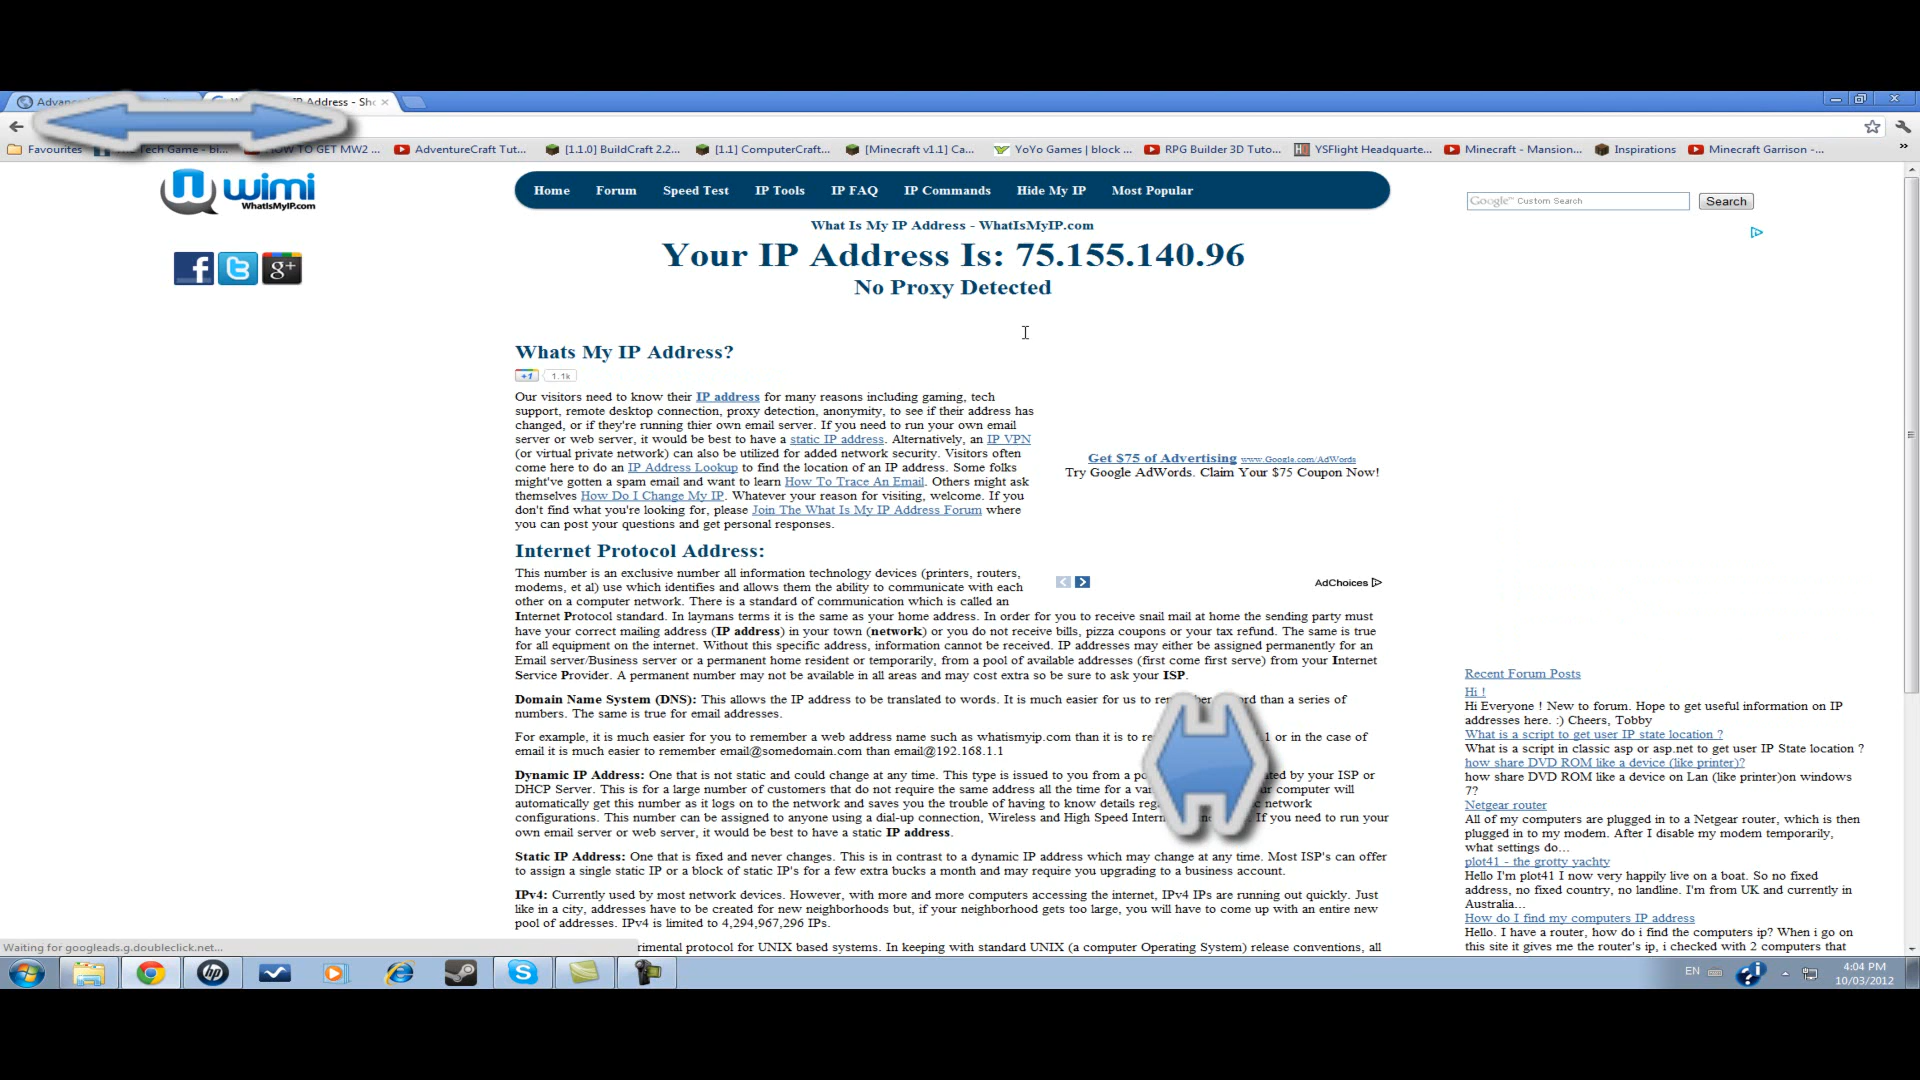 Address - Sho
Favourites
Tech Game - bl...
HOW TO GET MW2 ...
AdventureCraft Tut...
[1.1.0] BuildCraft 2.2...
[1.1] ComputerCraft...
[Minecraft v1.1] Ca...
YoYo Games | block ...
RPG Builder 3D Tuto...
YSFlight Headquarte...
Minecraft - Mansion...
Inspirations
Minecraft Garrison -...
»
wimi
WhatIsMyIP.com
Home Forum Speed Test IP Tools IP FAQ IP Commands Hide My IP Most Popular
Google™ Custom Search
Search
What Is My IP Address - WhatIsMyIP.com
Your IP Address Is: 75.155.140.96
No Proxy Detected
Whats My IP Address?
+1 1.1k
Our visitors need to know their IP address for many reasons including gaming, tech
support, remote desktop connection, proxy detection, anonymity, to see if their address has
changed, or if they're running thier own email server. If you need to run your own email
server or web server, it would be best to have a static IP address. Alternatively, an IP VPN
(or virtual private network) can also be utilized for added network security. Visitors often
come here to do an IP Address Lookup to find the location of an IP address. Some folks
might've gotten a spam email and want to learn How To Trace An Email. Others might ask
themselves How Do I Change My IP. Whatever your reason for visiting, welcome. If you
don't find what you're looking for, please Join The What Is My IP Address Forum where
you can post your questions and get personal responses.
Get $75 of Advertising www.Google.com/AdWords
Try Google AdWords. Claim Your $75 Coupon Now!
AdChoices
Internet Protocol Address:
This number is an exclusive number all information technology devices (printers, routers,
modems, et al) use which identifies and allows them the ability to communicate with each
other on a computer network. There is a standard of communication which is called an
Internet Protocol standard. In laymans terms it is the same as your home address. In order for you to receive snail mail at home the sending party must
have your correct mailing address (IP address) in your town (network) or you do not receive bills, pizza coupons or your tax refund. The same is true
for all equipment on the internet. Without this specific address, information cannot be received. IP addresses may either be assigned permanently for an
Email server/Business server or a permanent home resident or temporarily, from a pool of available addresses (first come first serve) from your Internet
Service Provider. A permanent number may not be available in all areas and may cost extra so be sure to ask your ISP.
Domain Name System (DNS): This allows the IP address to be translated to words. It is much easier for us to than a series of
numbers. The same is true for email addresses.
For example, it is much easier for you to remember a web address name such as whatismyip.com than it is to 1 or in the case of
email it is much easier to remember email@somedomain.com than email@192.168.1.1
Dynamic IP Address: One that is not static and could change at any time. This type is issued to you from a by your ISP or
DHCP Server. This is for a large number of customers that do not require the same address all the time for a computer will
automatically get this number as it logs on to the network and saves you the trouble of having to know details network
configurations. This number can be assigned to anyone using a dial-up connection, Wireless and High Speed If you need to run your
own email server or web server, it would be best to have a static IP address.
Static IP Address: One that is fixed and never changes. This is in contrast to a dynamic IP address which may change at any time. Most ISP's can offer
to assign a single static IP or a block of static IP's for a few extra bucks a month and may require you upgrading to a business account.
IPv4: Currently used by most network devices. However, with more and more computers accessing the internet, IPv4 IPs are running out quickly. Just
like in a city, addresses have to be created for new neighborhoods but, if your neighborhood gets too large, you will have to come up with an entire new
pool of addresses. IPv4 is limited to 4,294,967,296 IPs.
rimental protocol for UNIX based systems. In keeping with standard UNIX (a computer Operating System) release conventions, all
Recent Forum Posts
Hi !
Hi Everyone ! New to forum. Hope to get useful information on IP
addresses here. :) Cheers, Tobby
What is a script to get user IP state location ?
What is a script in classic asp or asp.net to get user IP State location ?
how share DVD ROM like a device (like printer)?
how share DVD ROM like a device on Lan (like printer)on windows
7?
Netgear router
All of my computers are plugged in to a Netgear router, which is then
plugged in to my modem. After I disable my modem temporarily,
what settings do...
plot41 - the grotty yachty
Hello I'm plot41 I now very happily live on a boat. So no fixed
address, no fixed country, no landline. I'm from UK and currently in
Australia...
How do I find my computers IP address
Hello. I have a router, how do i find the computers ip? When i go on
this site it gives me the router's ip, i checked with 2 computers that
Waiting for googleads.g.doubleclick.net...
EN
4:04 PM
10/03/2012